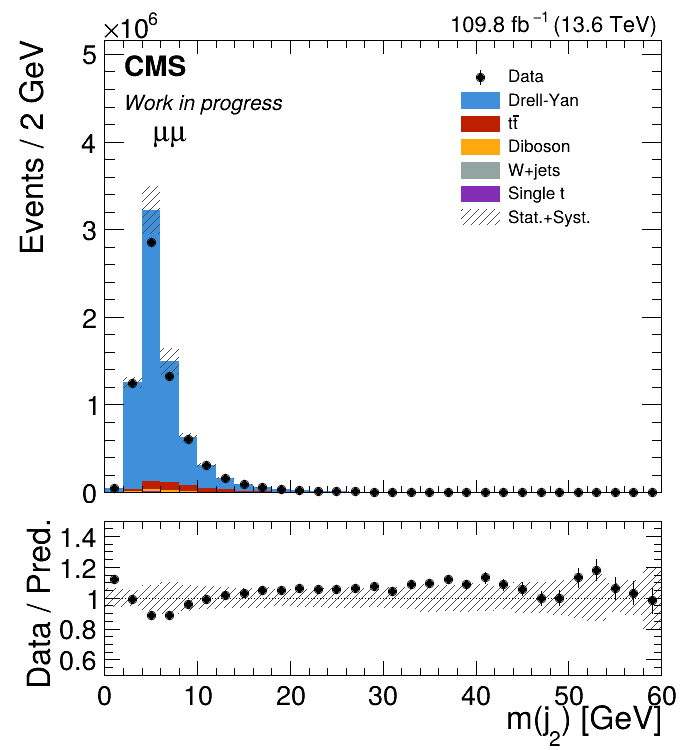 ×10⁶
109.8 fb⁻¹ (13.6 TeV)
CMS
Work in progress
μμ
Data
Drell-Yan
tt̅
Diboson
W+jets
Single t
Stat.+Syst.
Events / 2 GeV
5
4
3
2
1
0
Data / Pred.
1.4
1.2
1
0.8
0.6
0 10 20 30 40 50 60
m(j₂) [GeV]